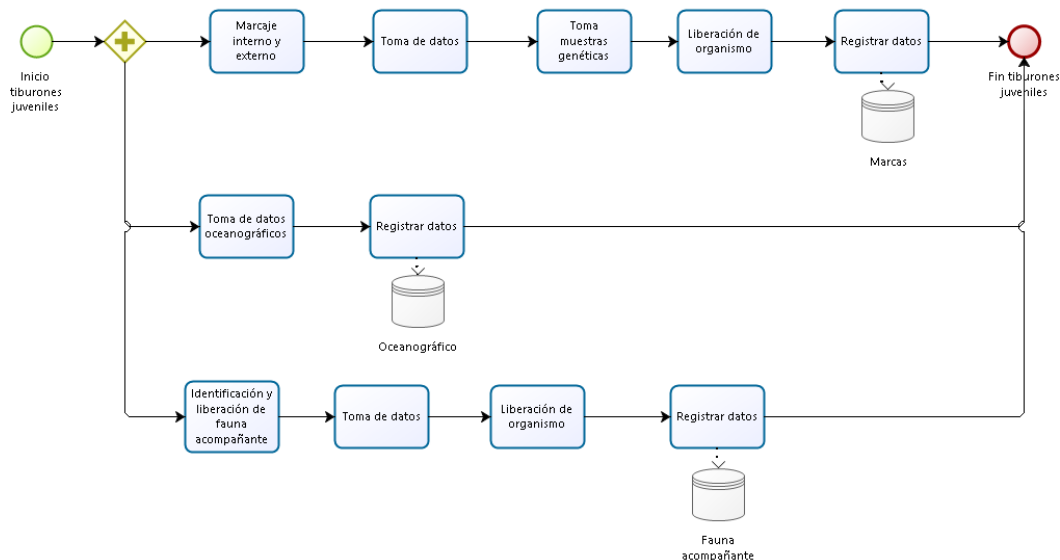 Inicio
tiburones
juveniles
Marcaje
interno y
externo
Toma de datos
Toma
muestras
genéticas
Liberación de
organismo
Registrar datos
Fin tiburones
juveniles
Marcas
Toma de datos
oceanográficos
Registrar datos
Oceanográfico
Identificación y
liberación de
fauna
acompañante
Toma de datos
Liberación de
organismo
Registrar datos
Fauna
acompañante